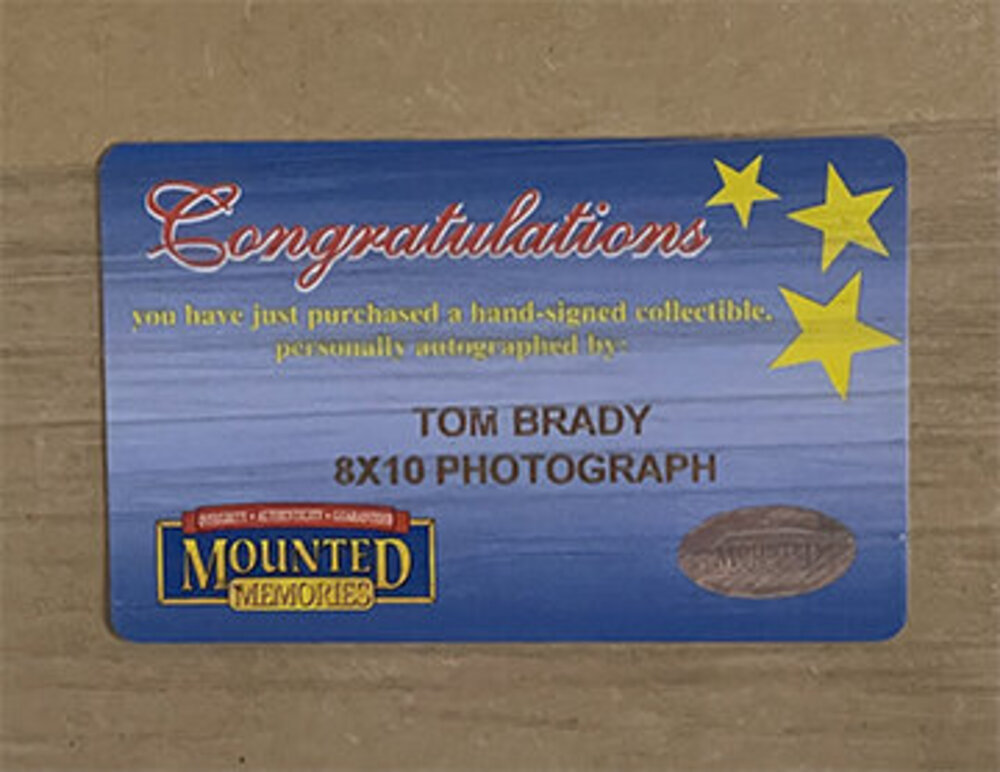 Congratulations
you have just purchased a hand-signed collectible.
personally autographed by:
TOM BRADY
8X10 PHOTOGRAPH
INTEGRITY • AUTHENTICITY • GUARANTEED
MOUNTED
MEMORIES
MOUNTED